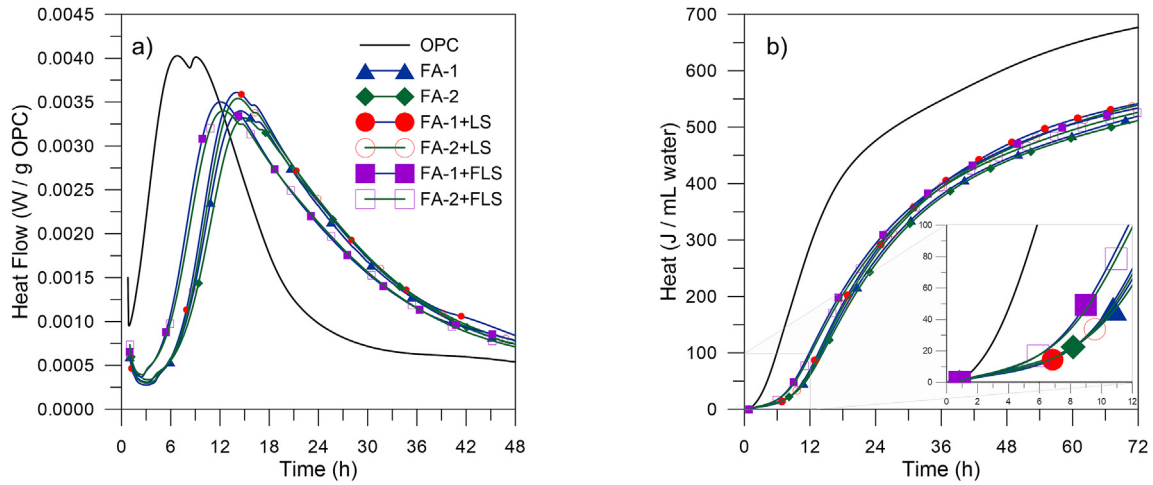 a)
Heat Flow (W / g OPC)
0.0045
0.0040
0.0035
0.0030
0.0025
0.0020
0.0015
0.0010
0.0005
0.0000
0 6 12 18 24 30 36 42 48
Time (h)
OPC
FA-1
FA-2
FA-1+LS
FA-2+LS
FA-1+FLS
FA-2+FLS
b)
Heat (J / mL water)
700
600
500
400
300
200
100
0
0 12 24 36 48 60 72
Time (h)
100
80
60
40
20
0
0 2 4 6 8 10 12